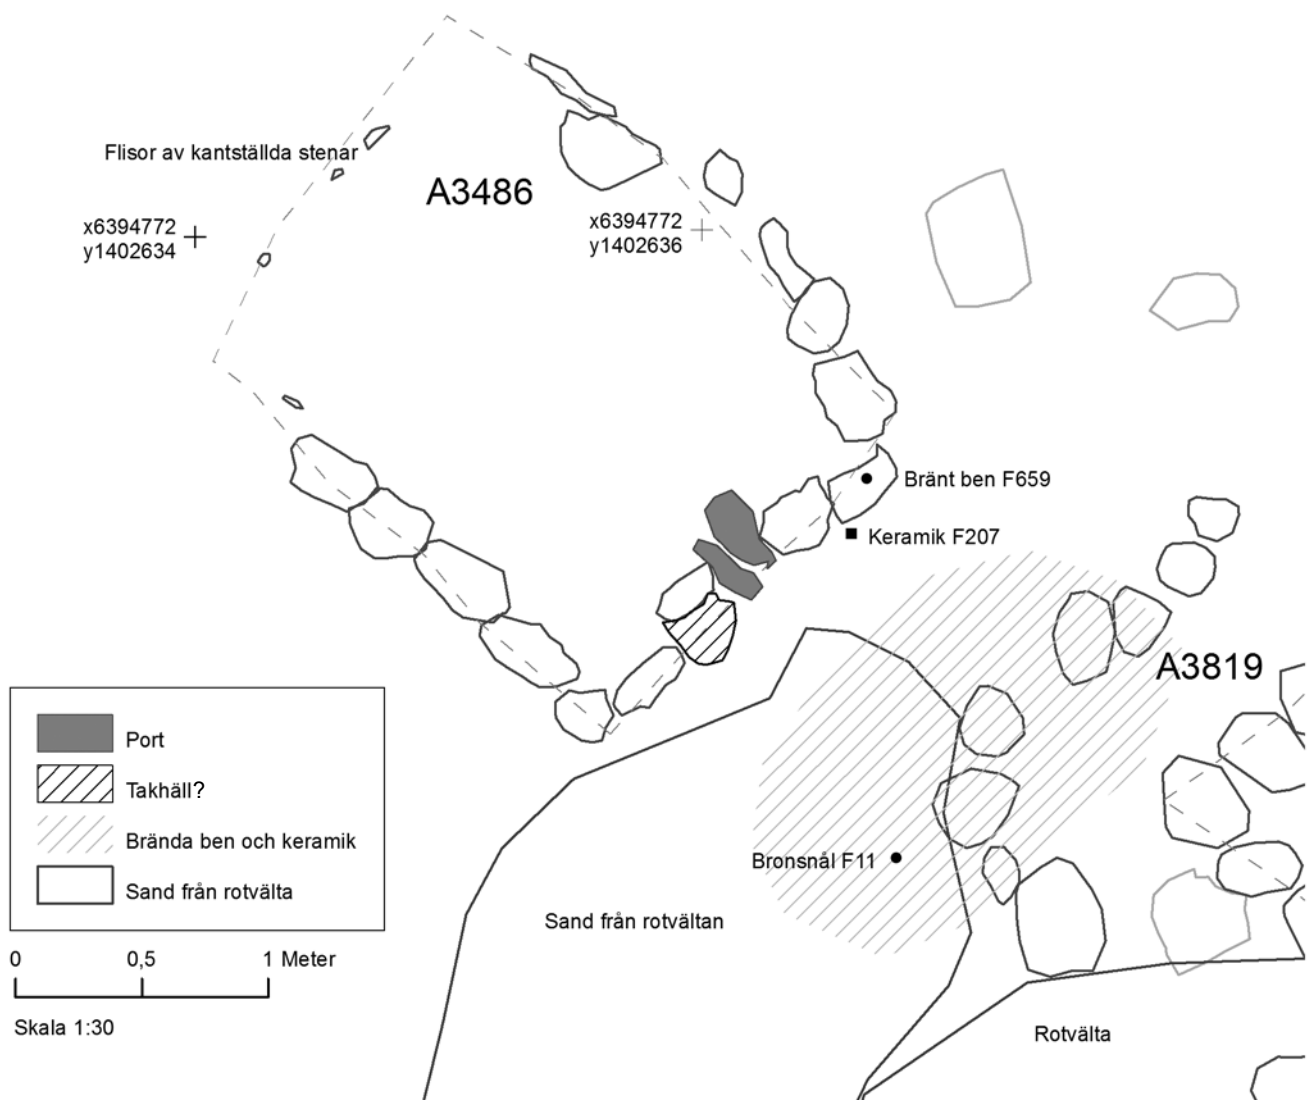 Flisor av kantställda stenar
A3486
x6394772
y1402634
x6394772
y1402636
Bränt ben F659
Keramik F207
A3819
Bronsnål F11
Sand från rotvältan
Rotvälta
Port
Takhäll?
Brända ben och keramik
Sand från rotvälta
0 0,5 1 Meter
Skala 1:30